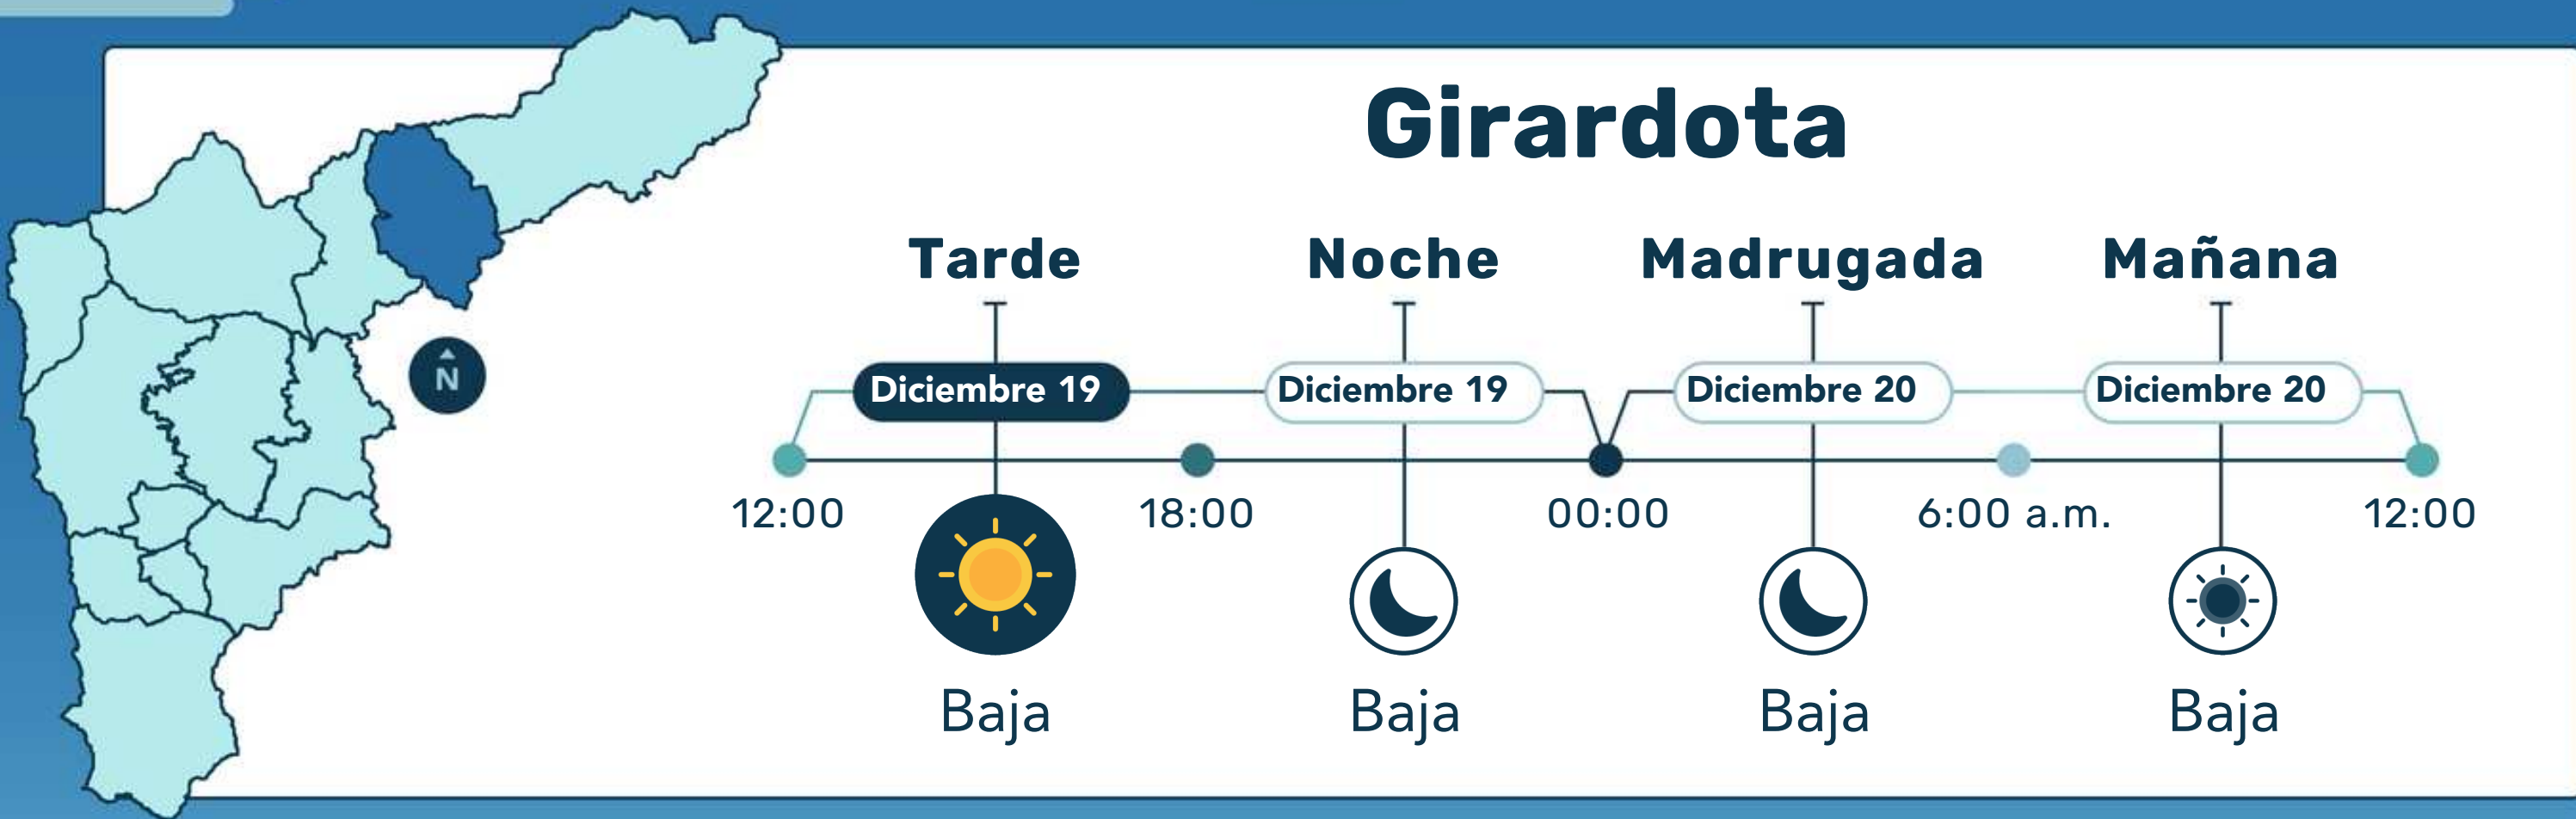 Girardota
Tarde Noche Madrugada Mañana
Diciembre 19 Diciembre 19 Diciembre 20 Diciembre 20
N
12:00 18:00 00:00 6:00 a.m. 12:00
Baja Baja Baja Baja